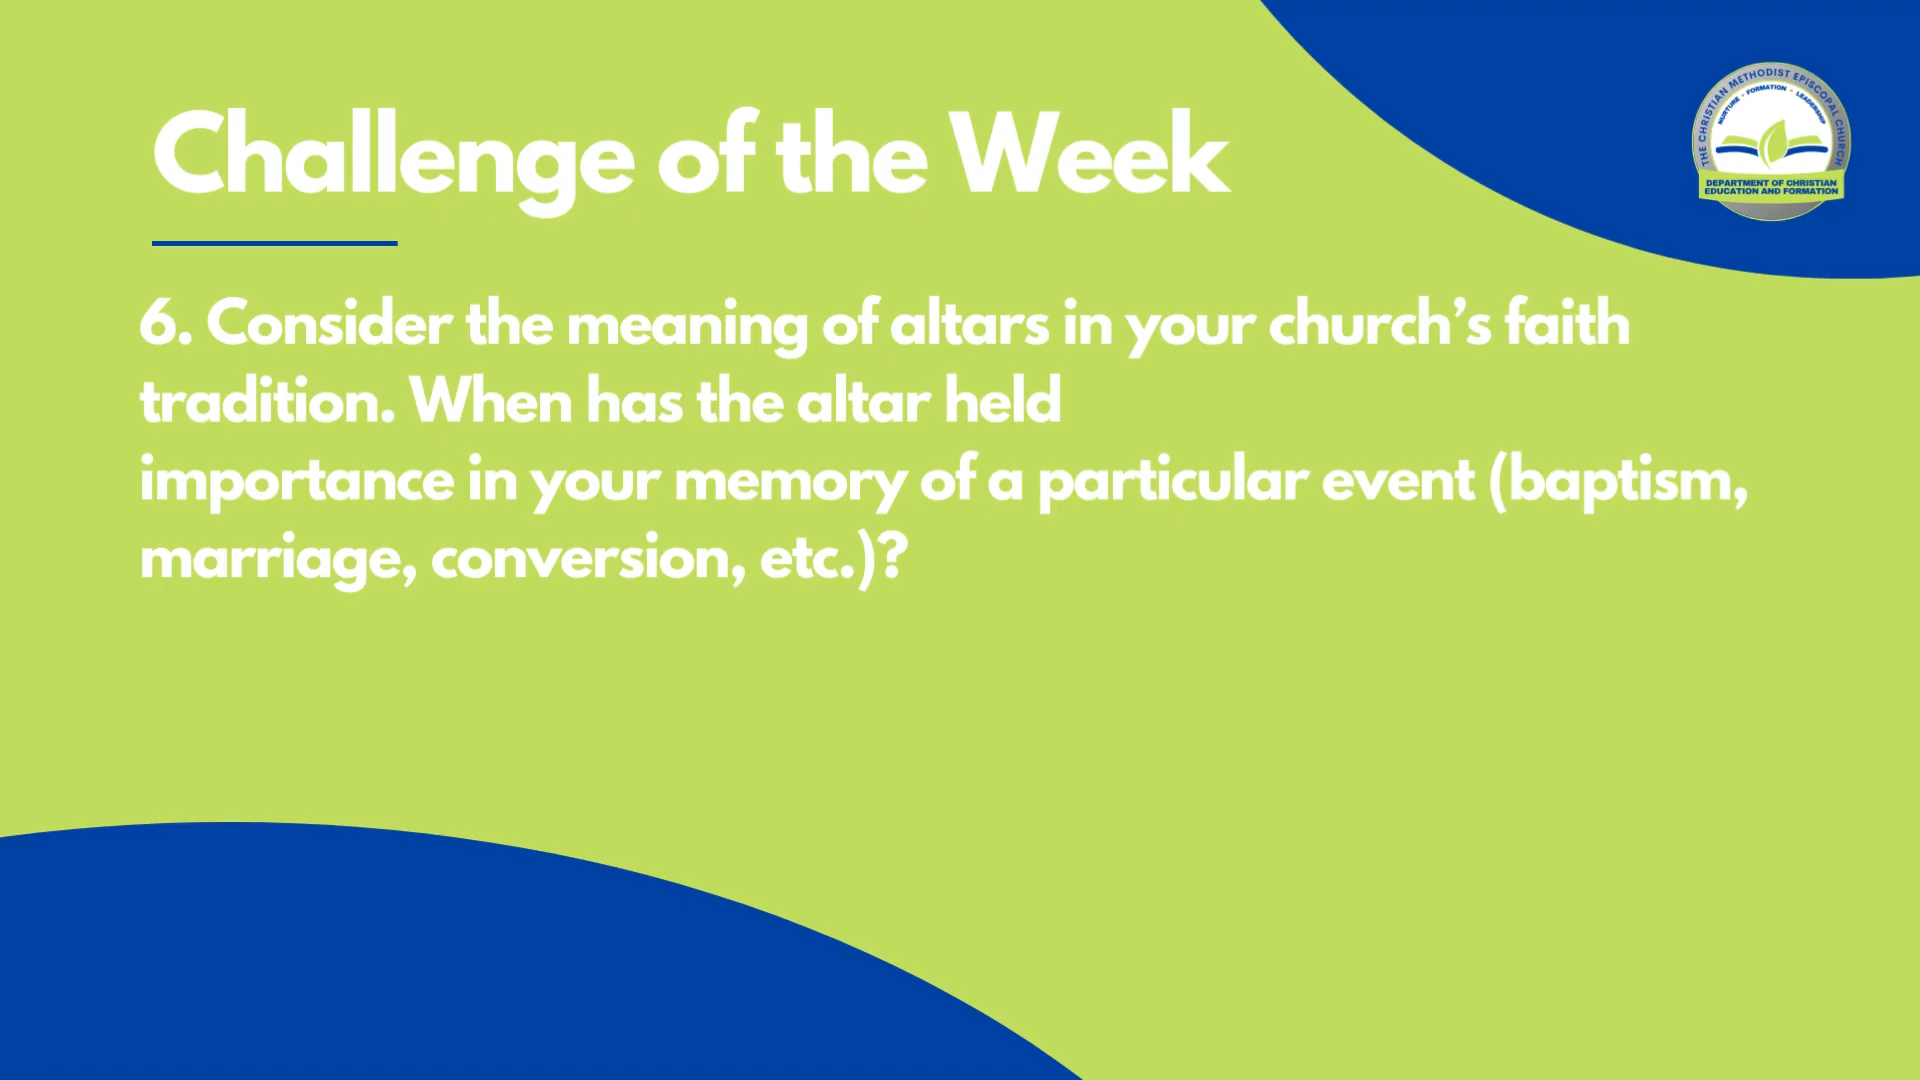 Challenge of the Week
6. Consider the meaning of altars in your church’s faith
tradition. When has the altar held
importance in your memory of a particular event (baptism,
marriage, conversion, etc.)?
THE CHRISTIAN METHODIST EPISCOPAL CHURCH
NURTURE · FORMATION · LEADERSHIP
DEPARTMENT OF CHRISTIAN
EDUCATION AND FORMATION